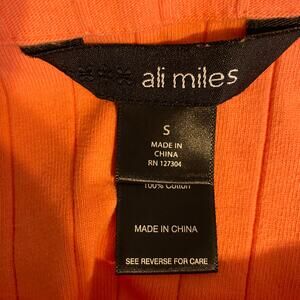 ali miles
S
MADE IN
CHINA
RN 127304
100% Cotton
MADE IN CHINA
SEE REVERSE FOR CARE